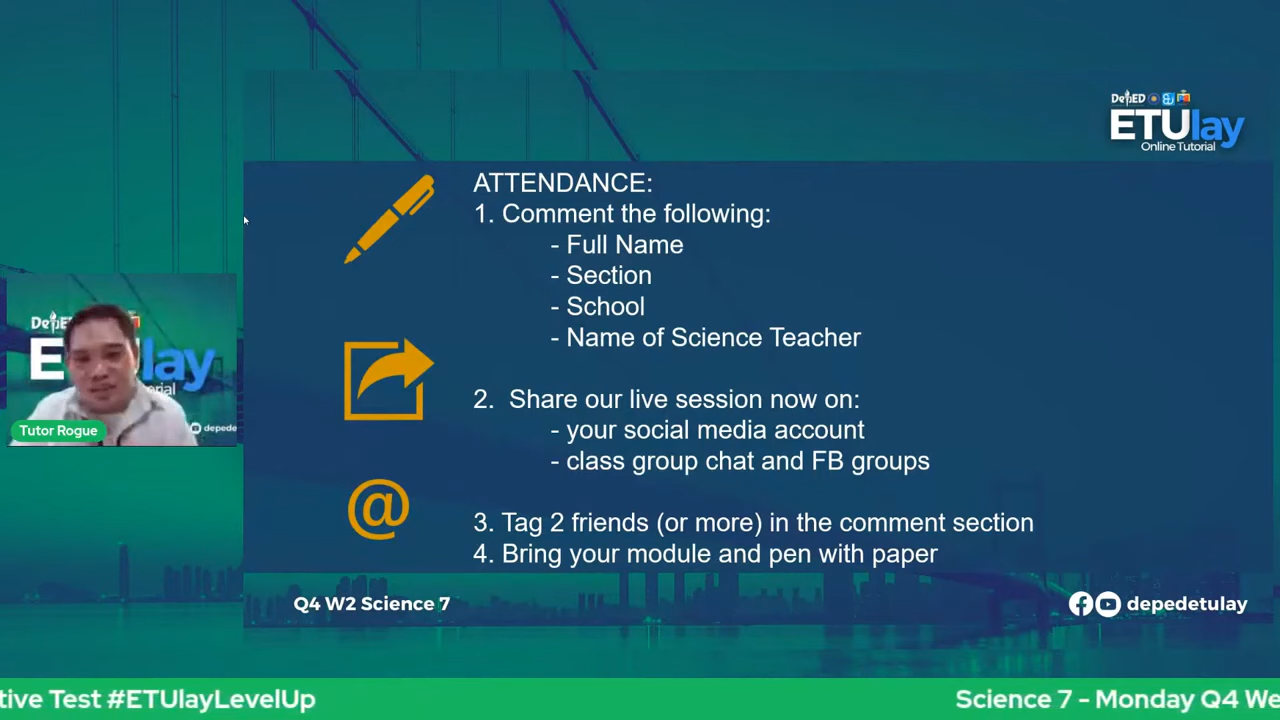 DepED
ETUlay
Online Tutorial
ATTENDANCE:
1. Comment the following:
- Full Name
- Section
- School
- Name of Science Teacher
2. Share our live session now on:
- your social media account
- class group chat and FB groups
@
3. Tag 2 friends (or more) in the comment section
4. Bring your module and pen with paper
Tutor Rogue
Q4 W2 Science 7
depedetulay
tive Test #ETUlayLevelUp
Science 7 - Monday Q4 We